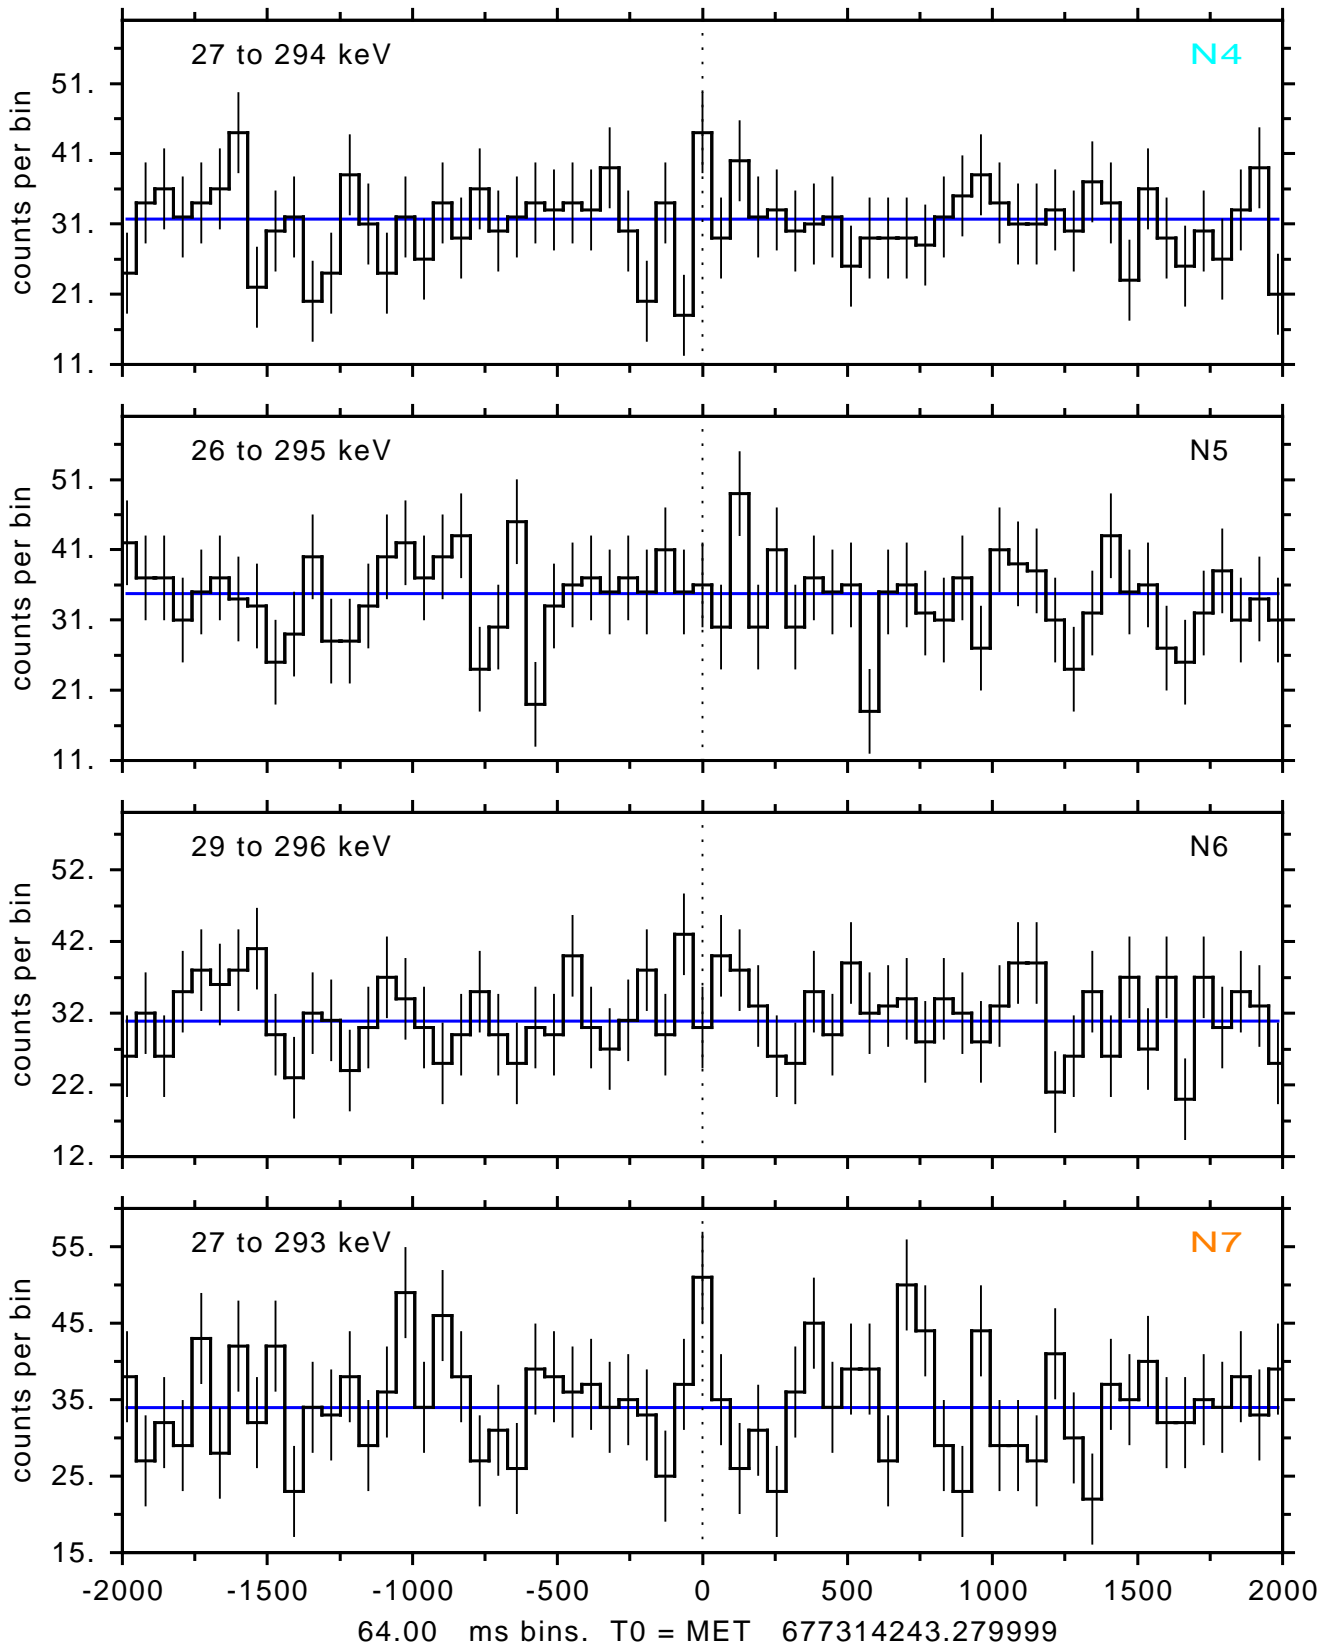 27 to 294 keV N4
counts per bin
51.
41.
31.
21.
11.
26 to 295 keV N5
counts per bin
51.
41.
31.
21.
11.
29 to 296 keV N6
counts per bin
52.
42.
32.
22.
12.
27 to 293 keV N7
counts per bin
55.
45.
35.
25.
15.
-2000 -1500 -1000 -500 0 500 1000 1500 2000
64.00 ms bins. T0 = MET 677314243.279999